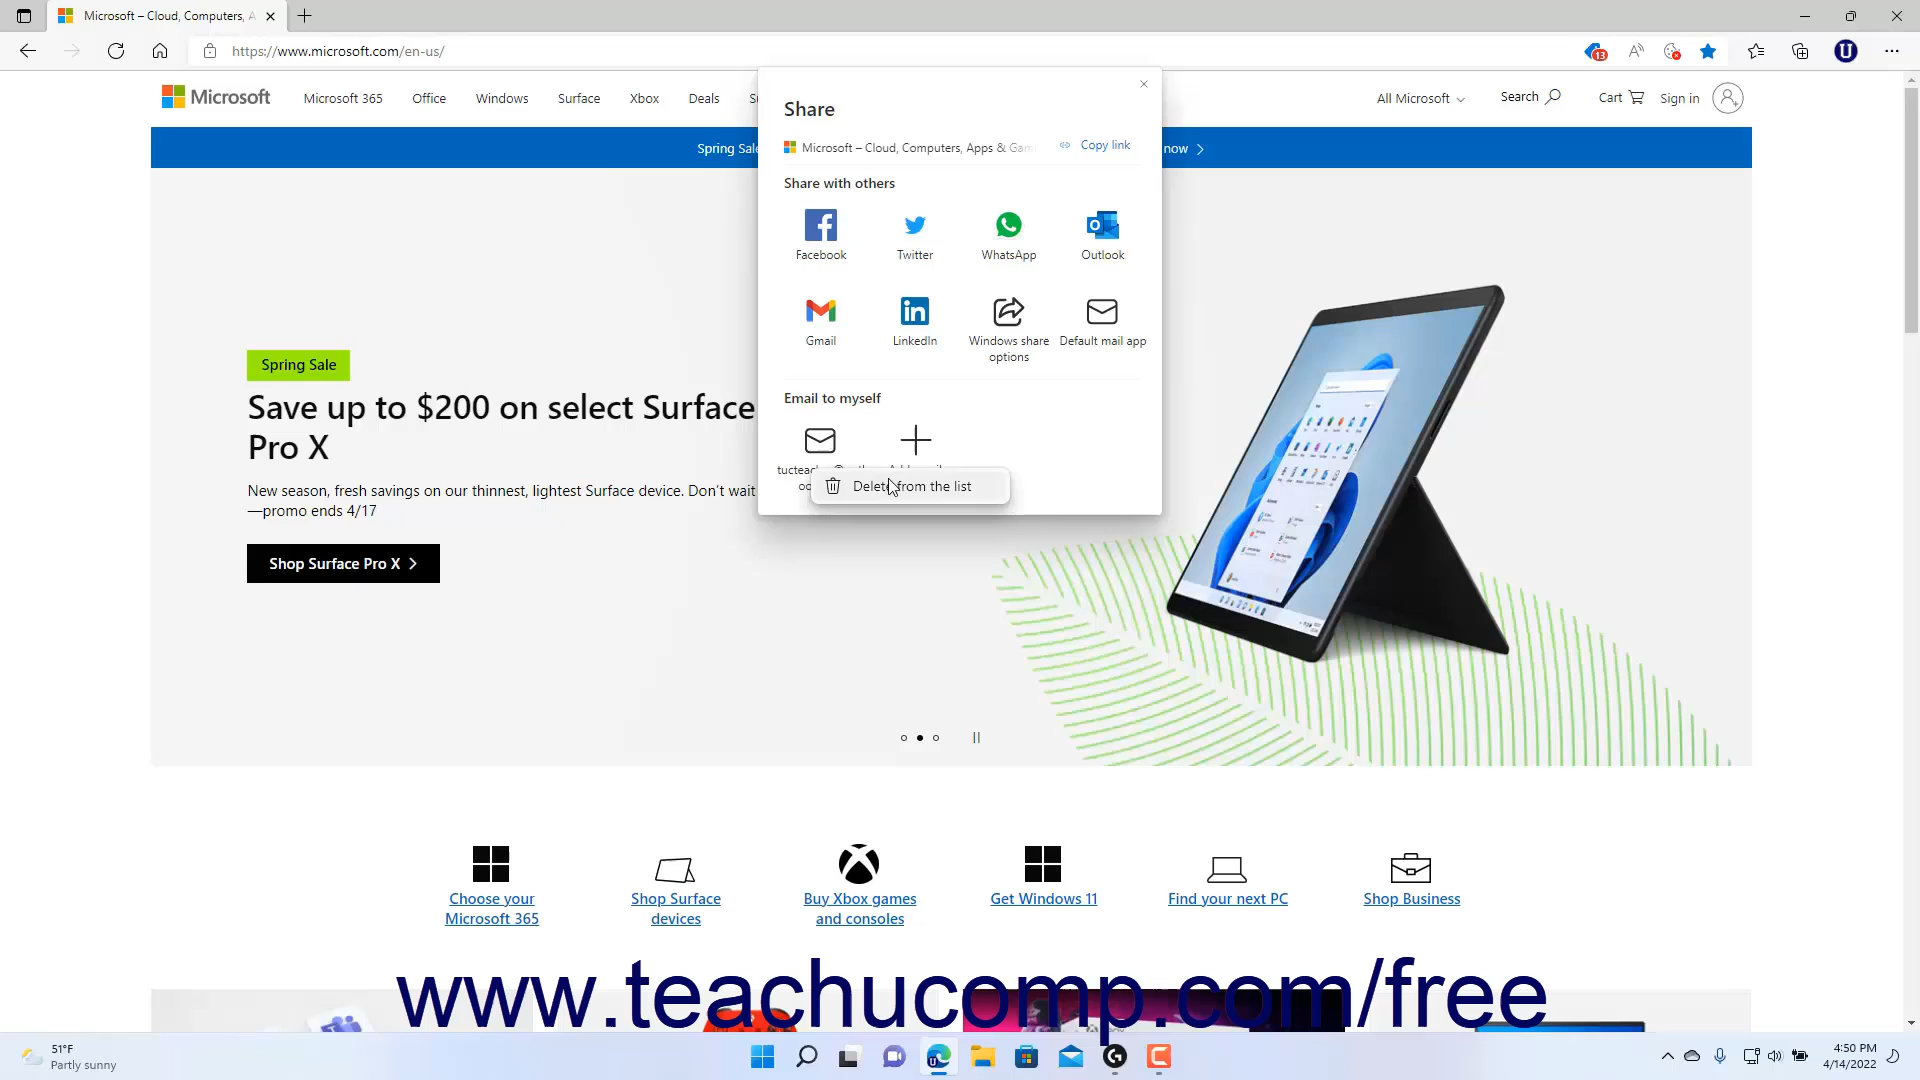 Microsoft – Cloud, Computers, A
https://www.microsoft.com/en-us/
13
U
Microsoft
Microsoft 365
Office
Windows
Surface
Xbox
Deals
All Microsoft
Search
Cart
Sign in
Share
Microsoft – Cloud, Computers, Apps & Gam
Copy link
Spring Sale
now
Share with others
Facebook
Twitter
WhatsApp
Outlook
Gmail
LinkedIn
Windows share
options
Default mail app
Email to myself
Delete from the list
Spring Sale
Save up to $200 on select Surface
Pro X
New season, fresh savings on our thinnest, lightest Surface device. Don’t wait
—promo ends 4/17
Shop Surface Pro X
Choose your
Microsoft 365
Shop Surface
devices
Buy Xbox games
and consoles
Get Windows 11
Find your next PC
Shop Business
www.teachucomp.com/free
51°F
Partly sunny
4:50 PM
4/14/2022